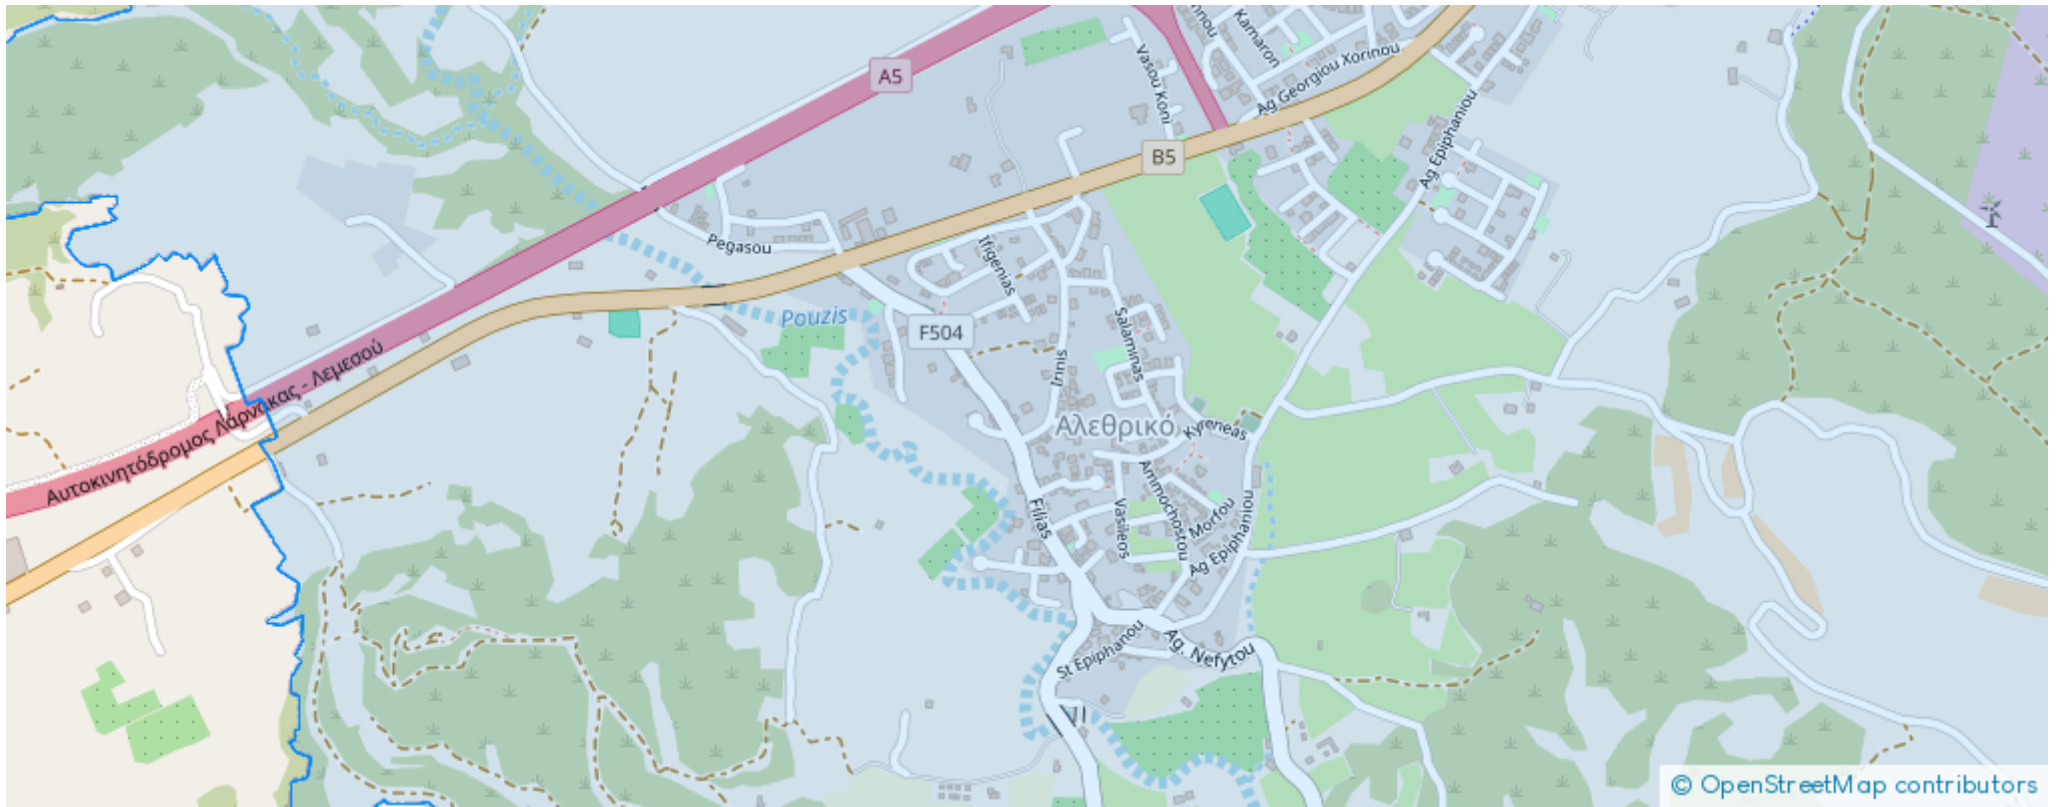 Kamaron
Ag Georgiou Xorinou
Vasou Koni
A5
B5
Ag Epiphaniou
Pegasou
Ifigenias
Pouzis
F504
Salaminas
Irinis
Αυτοκινητόδρομος Λάρνακας - Λεμεσού
Αλεθρικό
Kyreneas
Filias
Vasileos
Ammochostou
Morfou
Ag Epiphaniou
St Epiphanou
Ag. Nefytou
© OpenStreetMap contributors